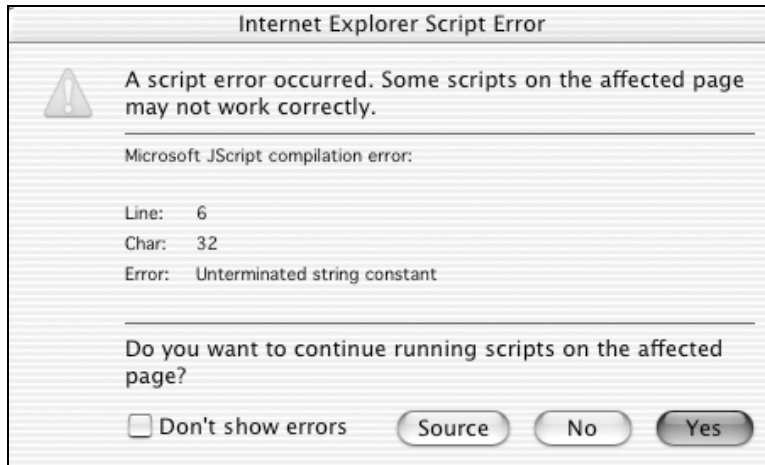 Internet Explorer Script Error
A script error occurred. Some scripts on the affected page
may not work correctly.
Microsoft JScript compilation error:
Line: 6
Char: 32
Error: Unterminated string constant
Do you want to continue running scripts on the affected
page?
Don't show errors Source No Yes